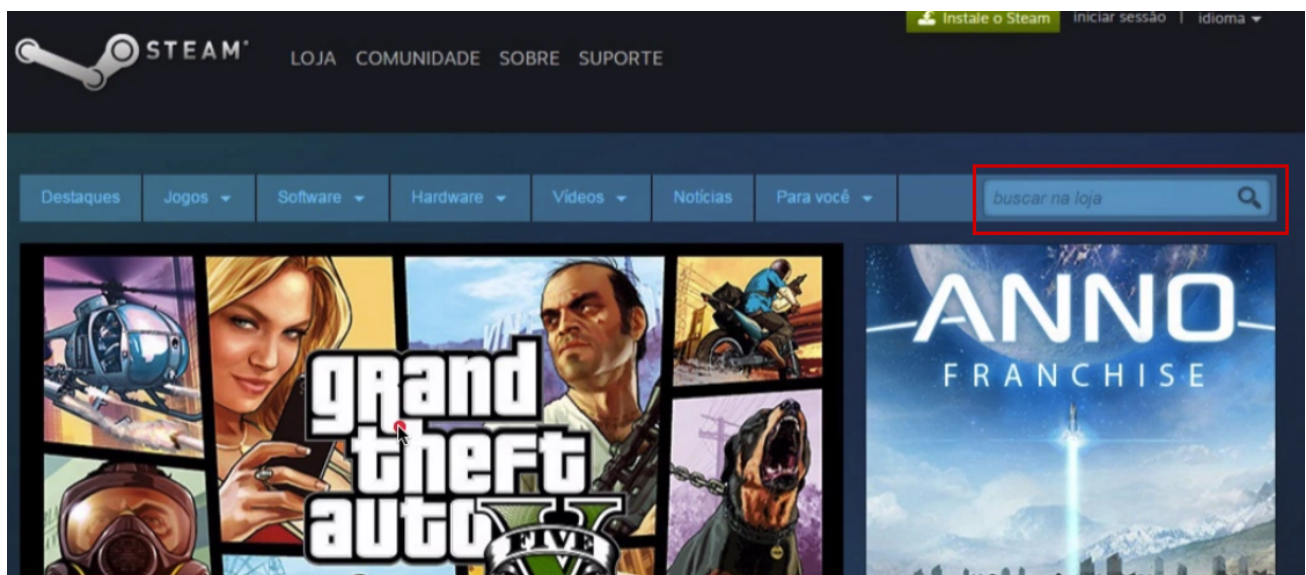 Instale o Steam iniciar sessão | idioma
STEAM®
LOJA COMUNIDADE SOBRE SUPORTE
Destaques Jogos Software Hardware Vídeos Notícias Para você buscar na loja
grand
theft
auto
V
FIVE
ANNO
FRANCHISE